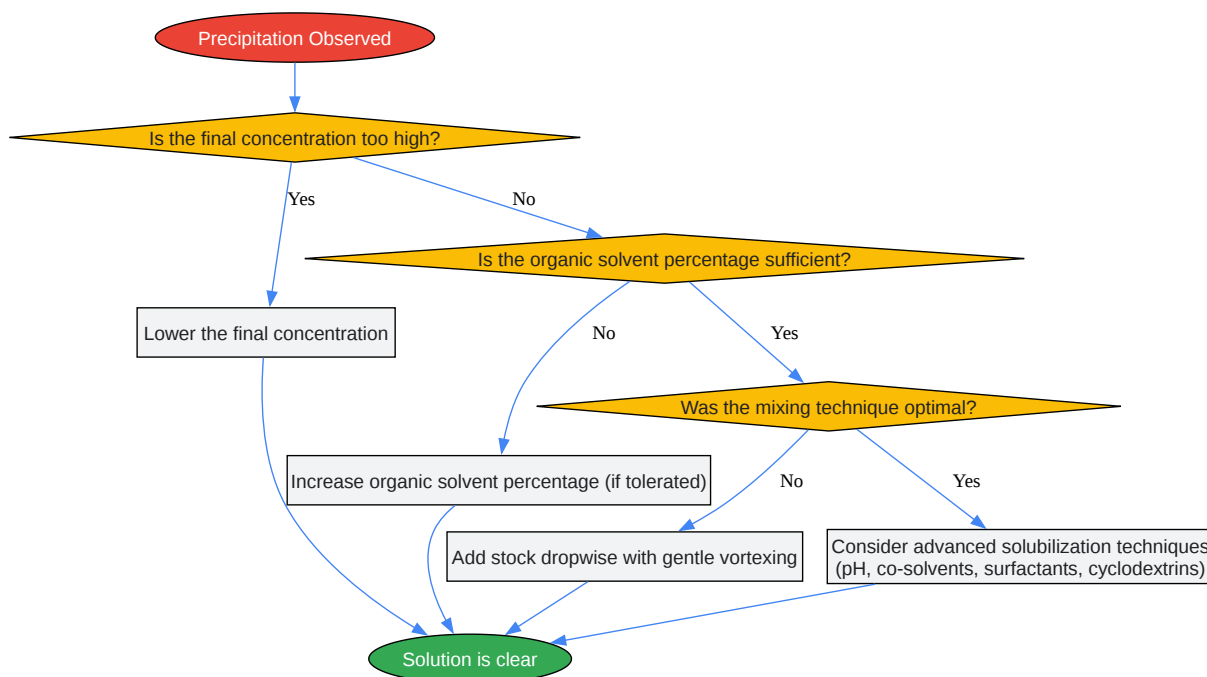 Precipitation Observed
Is the final concentration too high?
Yes
No
Is the organic solvent percentage sufficient?
Lower the final concentration
No
Yes
Was the mixing technique optimal?
Increase organic solvent percentage (if tolerated)
No
Yes
Add stock dropwise with gentle vortexing
Consider advanced solubilization techniques
(pH, co-solvents, surfactants, cyclodextrins)
Solution is clear